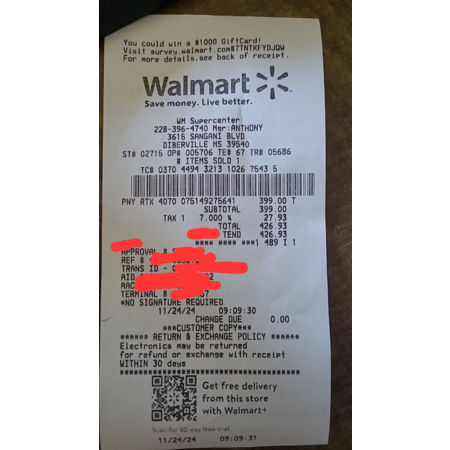 You could win a $1000 GiftCard!
Visit survey.walmart.com#7TNTKFYDJQW
For more details,see back of receipt.
Walmart
Save money. Live better.
WM Supercenter
228-396-4740 Mgr:ANTHONY
3615 SANGANI BLVD
DIBERVILLE MS 39540
ST# 02715 OP# 005706 TE# 67 TR# 05686
# ITEMS SOLD 1
TC# 0370 4494 3213 1026 7543 5
PNY RTX 4070 075149275641 399.00 T
SUBTOTAL 399.00
TAX 1 7.000 % 27.93
TOTAL 426.93
TEND 426.93
**** **** ***1 489 I 1
APPROVAL #
REF #
TRANS ID -
AID
AAC
TERMINAL #
*NO SIGNATURE REQUIRED
11/24/24 09:09:30
CHANGE DUE 0.00
***CUSTOMER COPY***
****** RETURN & EXCHANGE POLICY ******
Electronics may be returned
for refund or exchange with receipt
WITHIN 30 days
Get free delivery
from this store
with Walmart+
Scan for 30-day free trial.
11/24/24 09:09:31